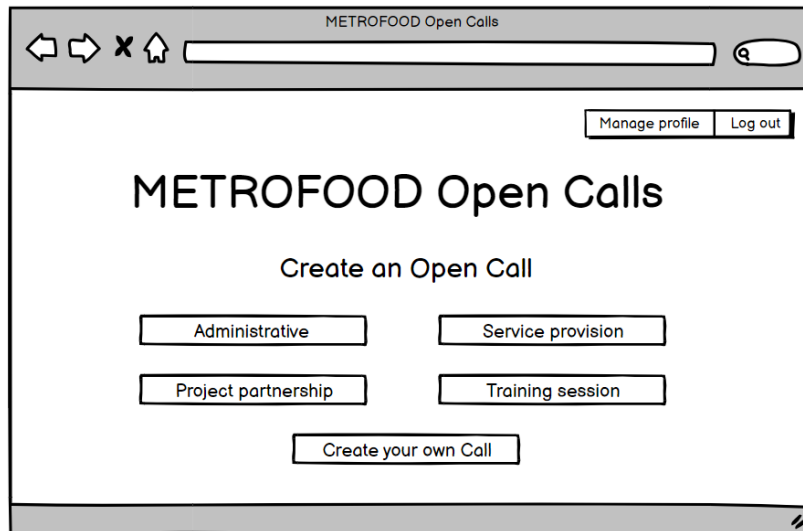 METROFOOD Open Calls
Manage profile Log out
METROFOOD Open Calls
Create an Open Call
Administrative Service provision
Project partnership Training session
Create your own Call